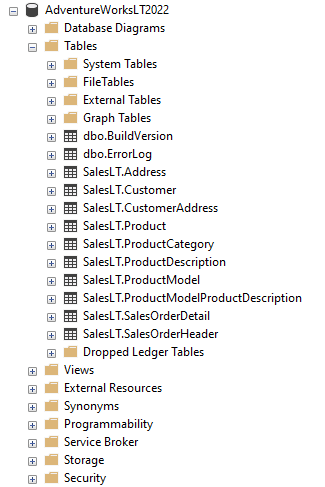 AdventureWorksLT2022
Database Diagrams
Tables
System Tables
FileTables
External Tables
Graph Tables
dbo.BuildVersion
dbo.ErrorLog
SalesLT.Address
SalesLT.Customer
SalesLT.CustomerAddress
SalesLT.Product
SalesLT.ProductCategory
SalesLT.ProductDescription
SalesLT.ProductModel
SalesLT.ProductModelProductDescription
SalesLT.SalesOrderDetail
SalesLT.SalesOrderHeader
Dropped Ledger Tables
Views
External Resources
Synonyms
Programmability
Service Broker
Storage
Security